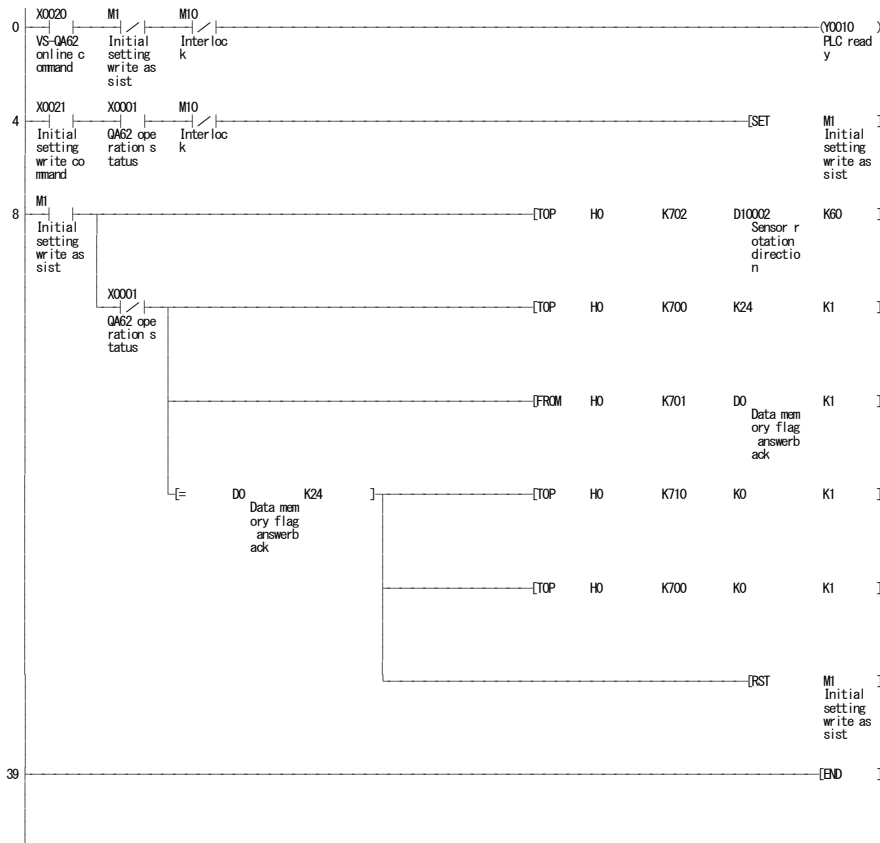 X0020 M1 M10
0 (Y0010 )
VS-QA62 Initial Interloc PLC read
online c setting k y
ommand write as
sist
X0021 X0001 M10
4 [SET M1 ]
Initial QA62 ope Interloc Initial
setting ration s k setting
write co tatus write as
mmand sist
M1
8 [TOP H0 K702 D10002 K60 ]
Initial Sensor r
setting otation
write as directio
sist n
X0001
[TOP H0 K700 K24 K1 ]
QA62 ope
ration s
tatus
[FROM H0 K701 D0 K1 ]
Data mem
ory flag
answerb
ack
[= D0 K24 ] [TOP H0 K710 K0 K1 ]
Data mem
ory flag
answerb
ack
[TOP H0 K700 K0 K1 ]
[RST M1 ]
Initial
setting
write as
sist
39 [END ]